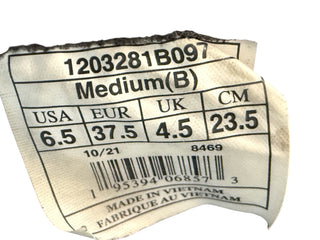 1203281B097
Medium(B)
USA EUR UK CM
6.5 37.5 4.5 23.5
10/21 8469
1 95394 06857 3
MADE IN VIETNAM
FABRIQUE AU VIETNAM